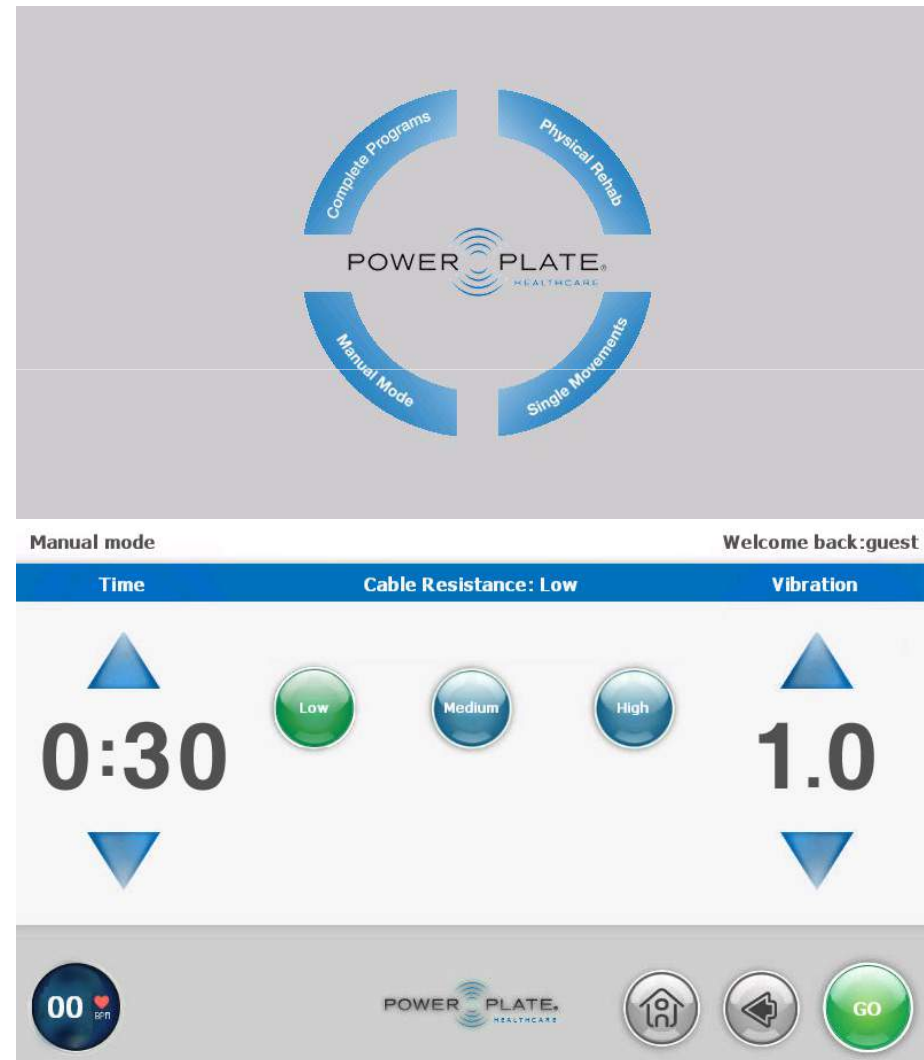 Complete Programs
Physical Rehab
POWER PLATE®
HEALTHCARE
Manual Mode
Single Movements
Manual mode
Welcome back:guest
Time
Cable Resistance: Low
Vibration
Low
Medium
High
0:30
1.0
00
BPM
POWER PLATE®
HEALTHCARE
GO